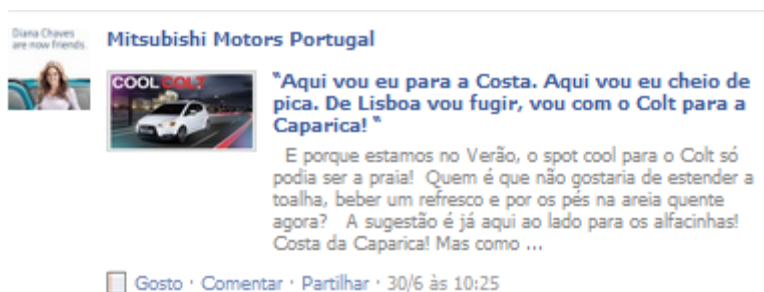 Diana Chaves
are now friends.
Mitsubishi Motors Portugal
COOL COLT
"Aqui vou eu para a Costa. Aqui vou eu cheio de
pica. De Lisboa vou fugir, vou com o Colt para a
Caparica! "
E porque estamos no Verão, o spot cool para o Colt só
podia ser a praia! Quem é que não gostaria de estender a
toalha, beber um refresco e por os pés na areia quente
agora? A sugestão é já aqui ao lado para os alfacinhas!
Costa da Caparica! Mas como ...
Gosto · Comentar · Partilhar · 30/6 às 10:25